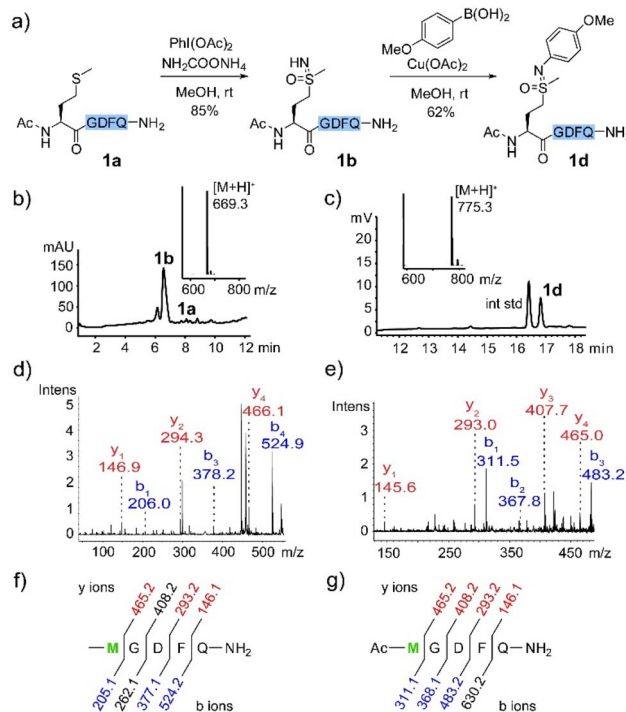 a)
PhI(OAc)2
NH2COONH4
MeOH, rt
85%
B(OH)2
MeO
Cu(OAc)2
MeOH, rt
62%
OMe
S
HN
O
S
N
O
S
Ac
N
H
O
GDFQ
NH2
1a
Ac
N
H
O
GDFQ
NH2
1b
Ac
N
H
O
GDFQ
NH
1d
b)
mAU
150
100
50
0
2 4 6 8 10 12 min
1b
1a
[M+H]+
669.3
600 800 m/z
c)
mV
20
15
10
5
0
12 13 14 15 16 17 18 min
int std
1d
[M+H]+
775.3
600 800 m/z
d)
Intens
5
4
3
2
1
0
100 200 300 400 500 m/z
y1
146.9
b1
206.0
y2
294.3
b3
378.2
y4
466.1
b4
524.9
e)
Intens
5
4
3
2
1
0
150 250 350 450 m/z
y1
145.6
y2
293.0
b1
311.5
b2
367.8
y3
407.7
y4
465.0
b3
483.2
f)
y ions
465.2
408.2
293.2
146.1
M G D F Q NH2
205.1
262.1
377.1
524.2
b ions
g)
y ions
465.2
408.2
293.2
146.1
Ac M G D F Q NH2
311.1
368.1
483.2
630.2
b ions